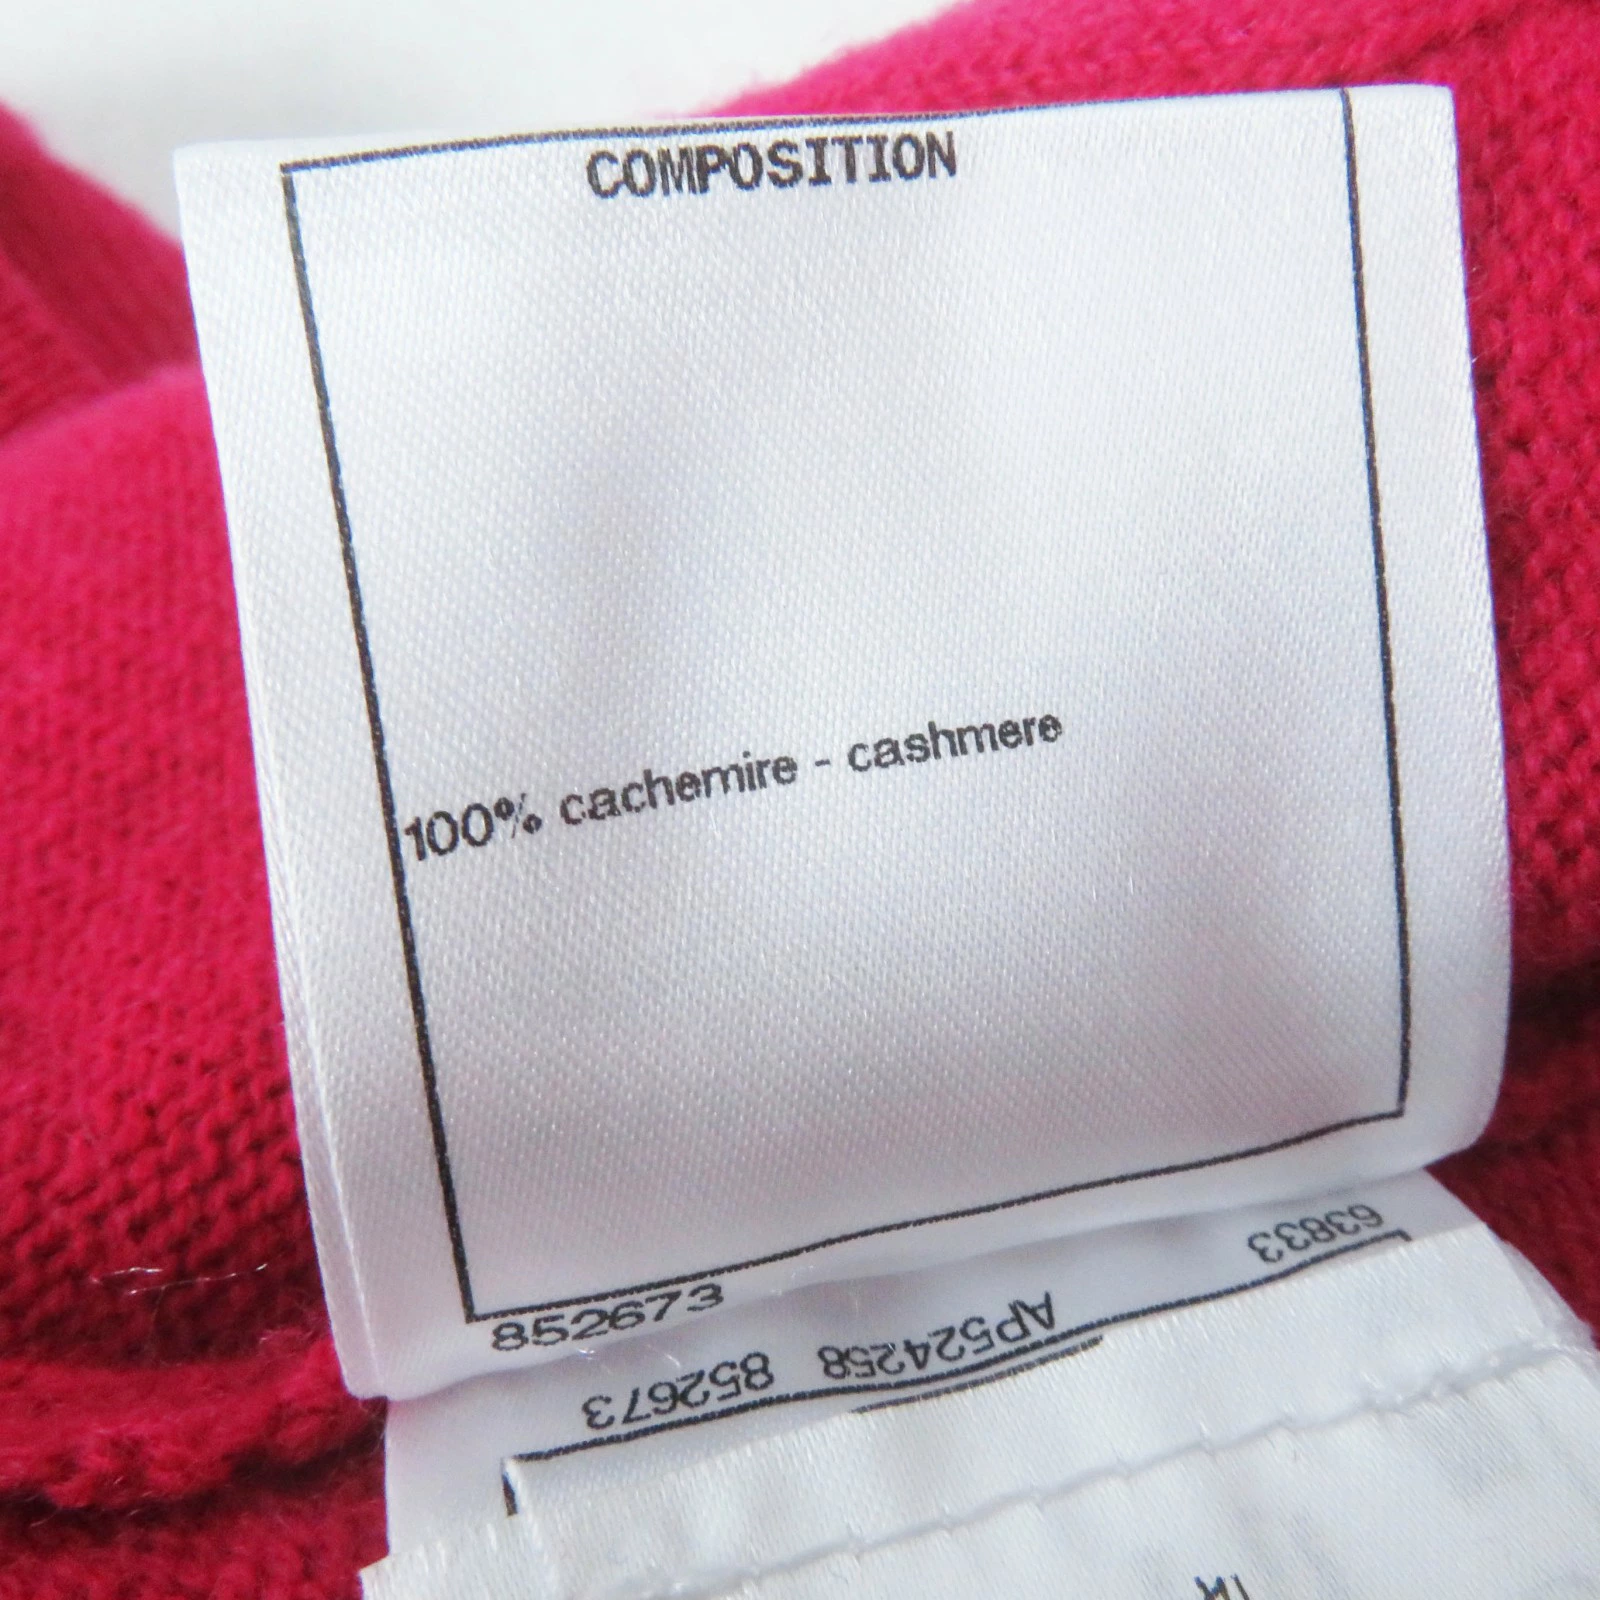 COMPOSITION
100% cachemire - cashmere
852673
63833
AP524258
852673